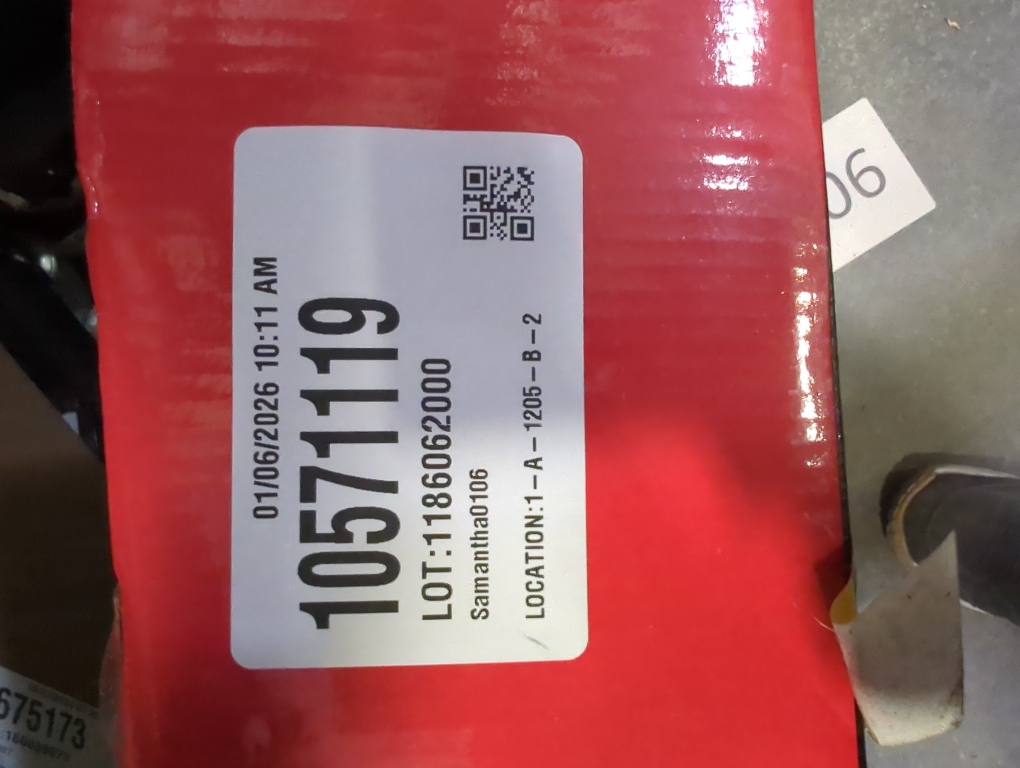 01/06/2026 10:11 AM
10571119
LOT:1186062000
Samantha0106
LOCATION:1-A-1205-B-2
06
675173